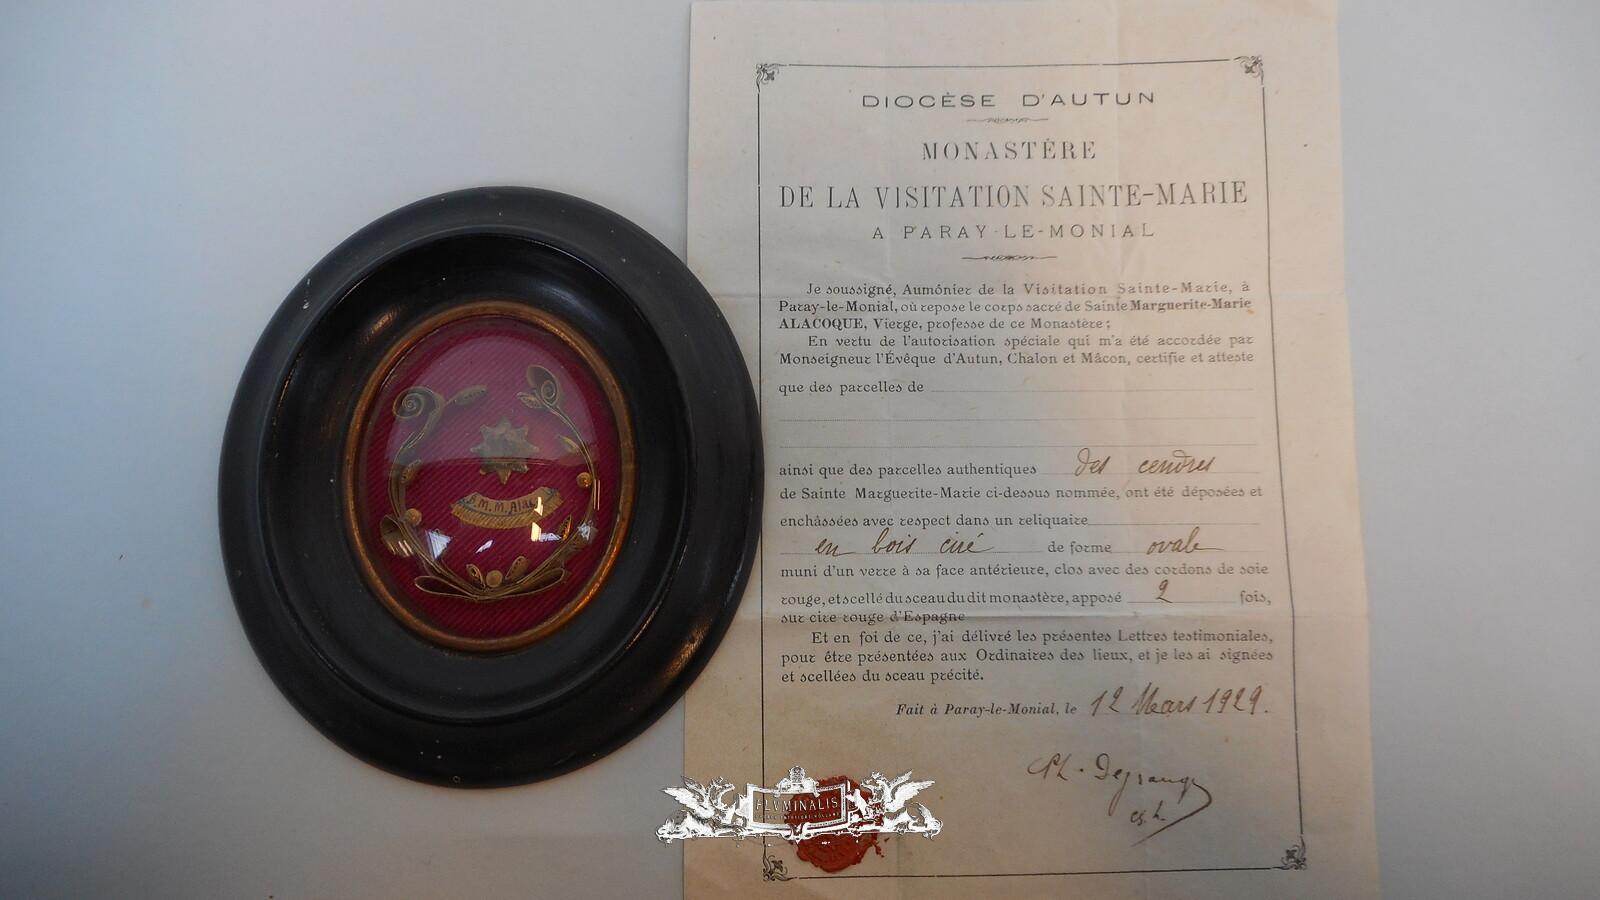 S.M.M.Alac
DIOCÈSE D'AUTUN
MONASTÈRE
DE LA VISITATION SAINTE-MARIE
A PARAY-LE-MONIAL
Je soussigné, Aumônier de la Visitation Sainte-Marie, à
Paray-le-Monial, où repose le corps sacré de Sainte Marguerite-Marie
ALACOQUE, Vierge, professe de ce Monastère ;
En vertu de l'autorisation spéciale qui m'a été accordée par
Monseigneur l'Évêque d'Autun, Chalon et Mâcon, certifie et atteste
que des parcelles de
ainsi que des parcelles authentiques des cendres
de Sainte Marguerite-Marie ci-dessus nommée, ont été déposées et
enchâssées avec respect dans un reliquaire
en bois ciré de forme ovale
muni d'un verre à sa face antérieure, clos avec des cordons de soie
rouge, et scellé du sceau du dit monastère, apposé 2 fois,
sur cire rouge d'Espagne
Et en foi de ce, j'ai délivré les présentes Lettres testimoniales,
pour être présentées aux Ordinaires des lieux, et je les ai signées
et scellées du sceau précité.
Fait à Paray-le-Monial, le 12 Mars 1929.
FLVMINALIS